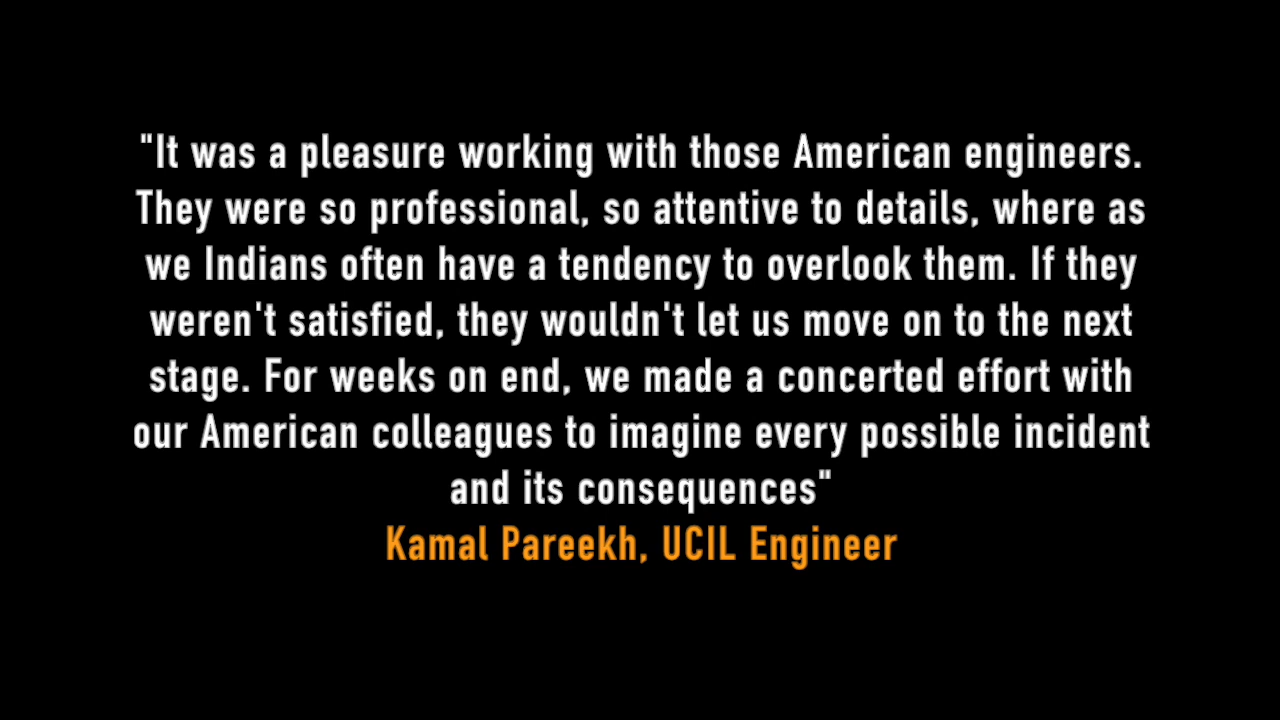 "It was a pleasure working with those American engineers.
They were so professional, so attentive to details, where as
we Indians often have a tendency to overlook them. If they
weren't satisfied, they wouldn't let us move on to the next
stage. For weeks on end, we made a concerted effort with
our American colleagues to imagine every possible incident
and its consequences"
Kamal Pareekh, UCIL Engineer